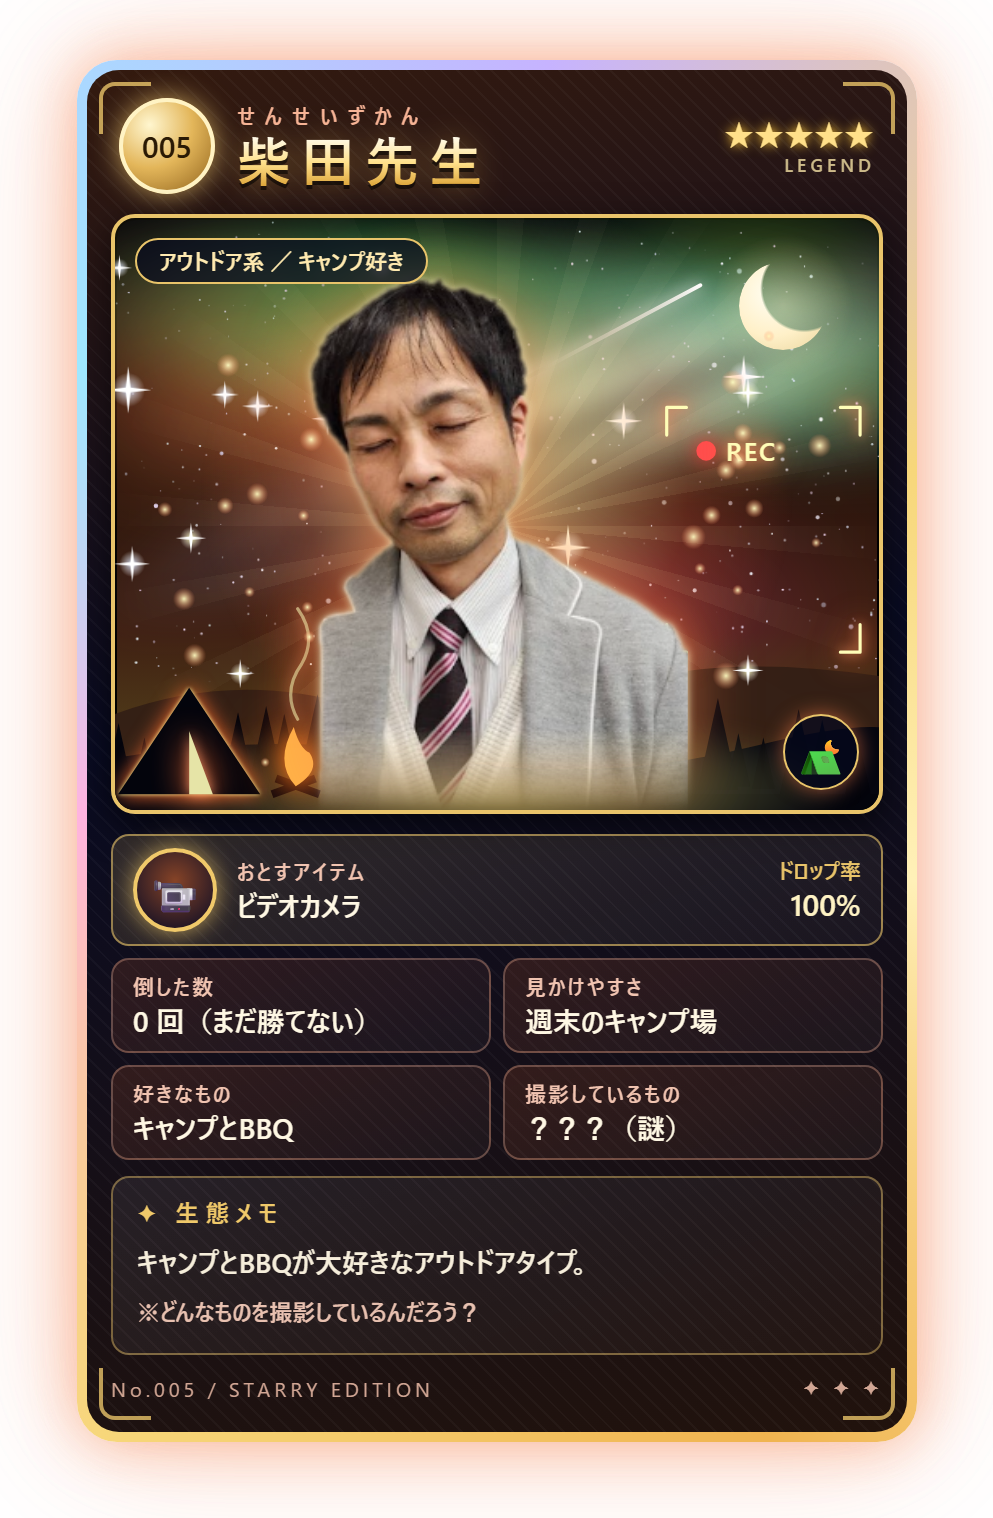 005
せんせいずかん
柴田先生
★★★★★
LEGEND
アウトドア系 ／ キャンプ好き
REC
おとすアイテム
ビデオカメラ
ドロップ率
100%
倒した数
0 回（まだ勝てない）
見かけやすさ
週末のキャンプ場
好きなもの
キャンプとBBQ
撮影しているもの
？？？（謎）
✦ 生態メモ
キャンプとBBQが大好きなアウトドアタイプ。
※どんなものを撮影しているんだろう？
No.005 / STARRY EDITION
✦ ✦ ✦